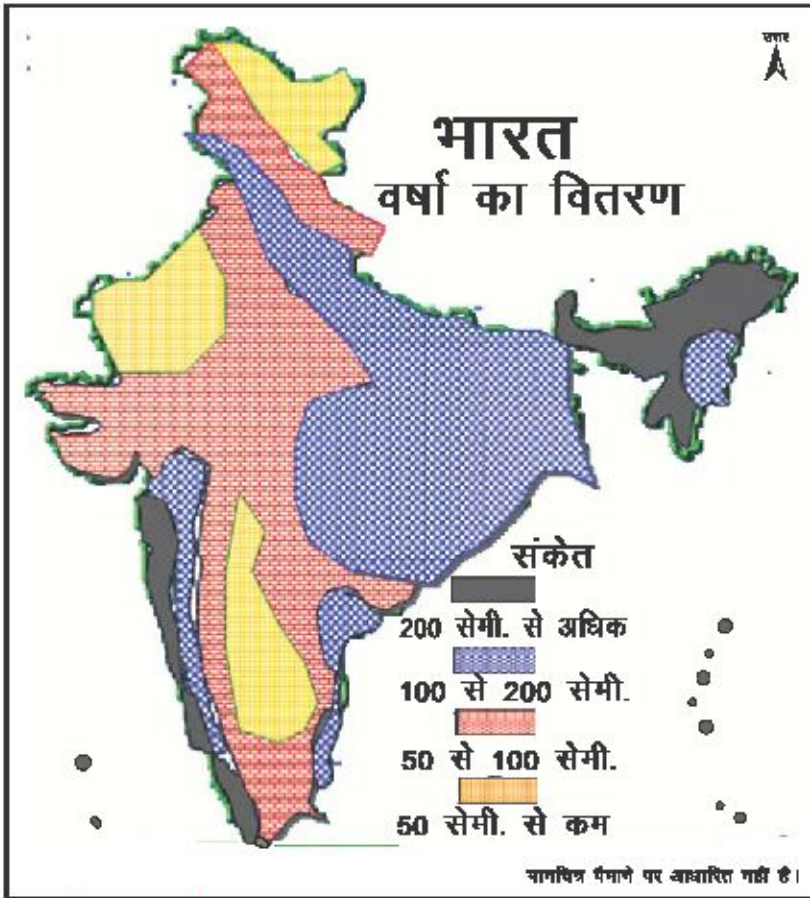 उत्तर
भारत
वर्षा का वितरण
संकेत
200 सेमी. से अधिक
100 से 200 सेमी.
50 से 100 सेमी.
50 सेमी. से कम
मानचित्र पैमाने पर आधारित नहीं है।